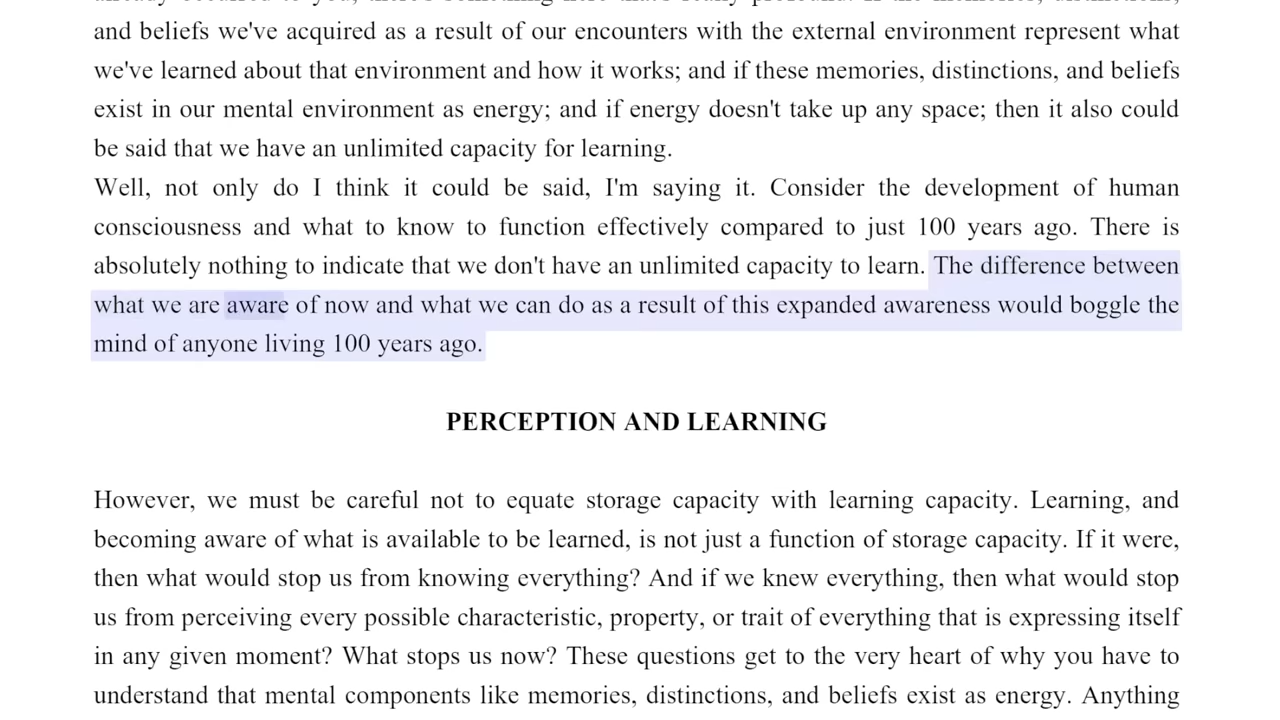 and beliefs we've acquired as a result of our encounters with the external environment represent what
we've learned about that environment and how it works; and if these memories, distinctions, and beliefs
exist in our mental environment as energy; and if energy doesn't take up any space; then it also could
be said that we have an unlimited capacity for learning.
Well, not only do I think it could be said, I'm saying it. Consider the development of human
consciousness and what to know to function effectively compared to just 100 years ago. There is
absolutely nothing to indicate that we don't have an unlimited capacity to learn. The difference between
what we are aware of now and what we can do as a result of this expanded awareness would boggle the
mind of anyone living 100 years ago.
PERCEPTION AND LEARNING
However, we must be careful not to equate storage capacity with learning capacity. Learning, and
becoming aware of what is available to be learned, is not just a function of storage capacity. If it were,
then what would stop us from knowing everything? And if we knew everything, then what would stop
us from perceiving every possible characteristic, property, or trait of everything that is expressing itself
in any given moment? What stops us now? These questions get to the very heart of why you have to
understand that mental components like memories, distinctions, and beliefs exist as energy. Anything